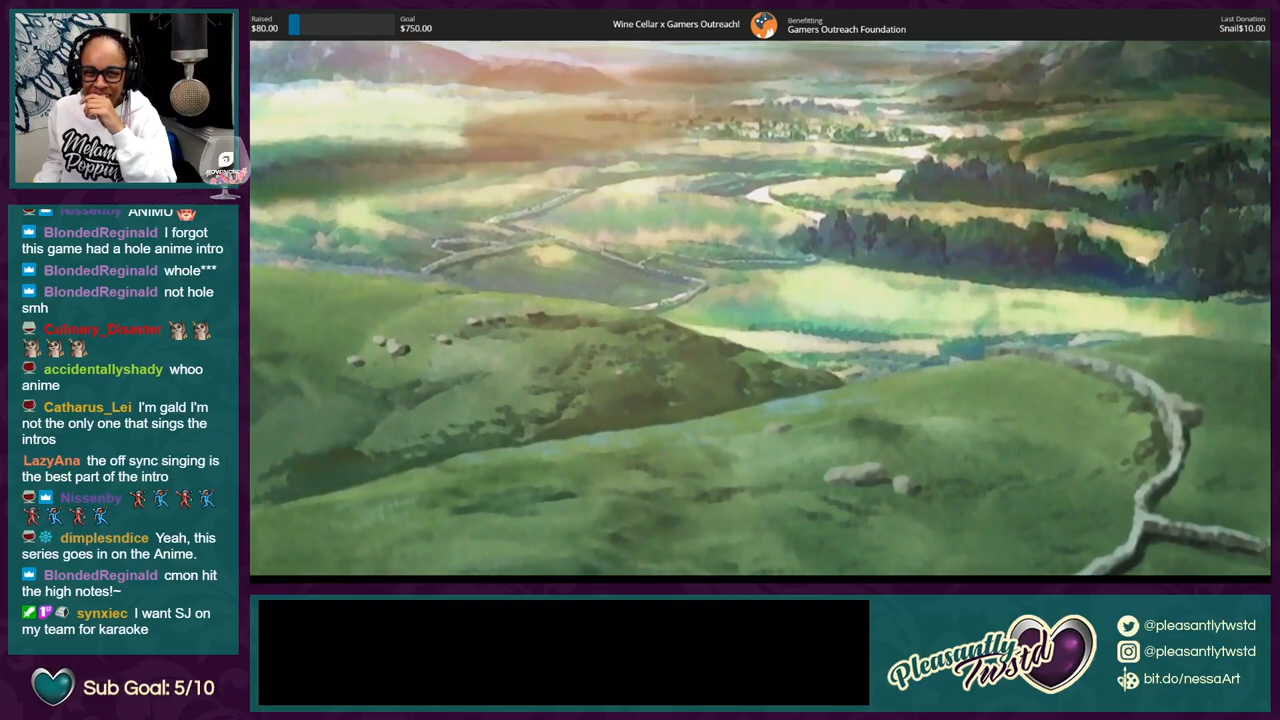 Raised
$80.00
Goal
$750.00
Wine Cellar x Gamers Outreach!
Benefitting
Gamers Outreach Foundation
Last Donation
Snail$10.00
Poppin
Nissenby ANIMU
BlondedReginald I forgot
this game had a hole anime intro
BlondedReginald whole***
BlondedReginald not hole
smh
Culinary_Disaster
accidentallyshady whoo
anime
Catharus_Lei I'm gald I'm
not the only one that sings the
intros
LazyAna the off sync singing is
the best part of the intro
Nissenby
dimplesndice Yeah, this
series goes in on the Anime.
BlondedReginald cmon hit
the high notes!~
synxiec I want SJ on
my team for karaoke
Sub Goal: 5/10
Pleasantly
Twstd
@pleasantlytwstd
@pleasantlytwstd
bit.do/nessaArt